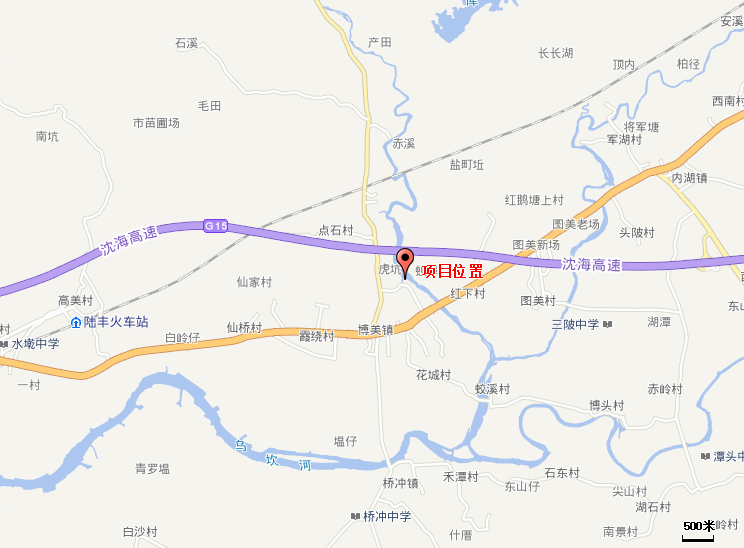 库
安溪
产田
石溪
长长湖
顶内
柏径
毛田
西南村
市苗圃场
将军塘
南坑
军湖村
赤溪
盐町坵
内湖镇
红鹅塘上村
G15
图美老场
点石村
头陂村
沈海高速
图美新场
沈海高速
虎坑
项目位置
仙家村
红下村
高美村
图美村
陆丰火车站
仙桥村
博美镇
三陂中学
湖潭
白岭仔
霞绕村
水墩中学
花城村
一村
蛟溪村
赤岭村
博头村
塭仔
乌坎河
潭头中
青罗塭
石东村
禾潭村
桥冲镇
东山仔
尖山村
湖石村
桥冲中学
500米
岭村
白沙村
什厝
南景村